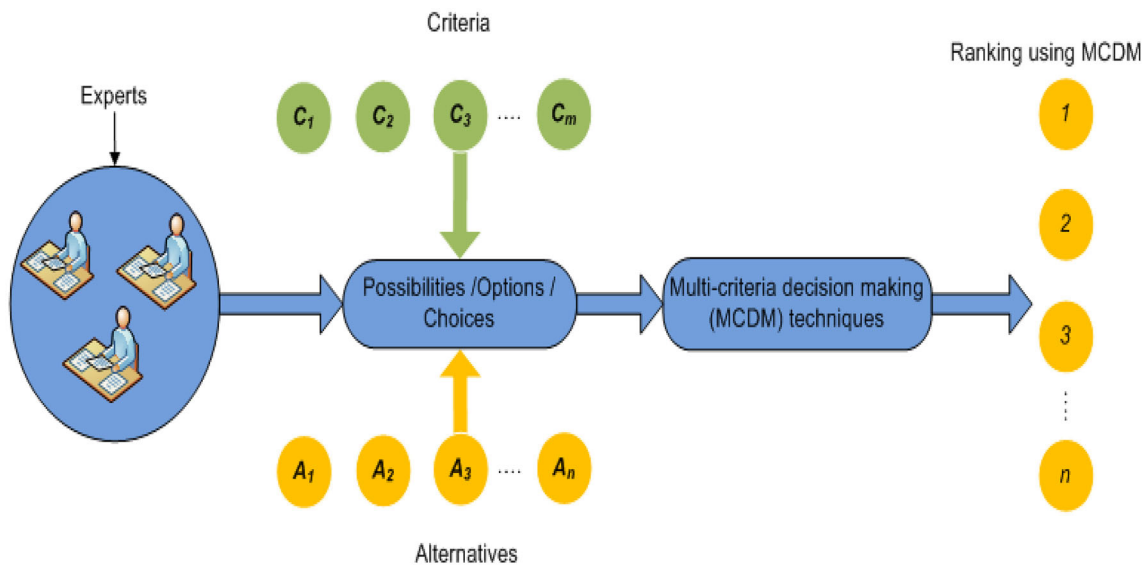 Criteria
Ranking using MCDM
Experts
C1 C2 C3 .... Cm
1
2
Possibilities /Options /
Choices
Multi-criteria decision making
(MCDM) techniques
3
A1 A2 A3 .... An
n
Alternatives